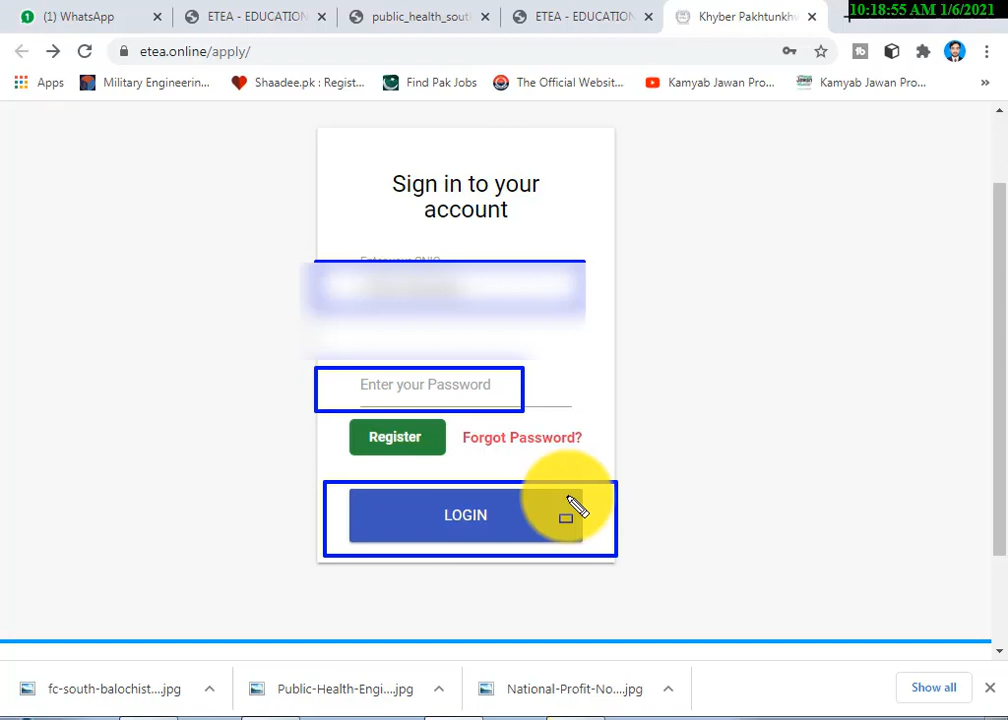 (1) WhatsApp
ETEA - EDUCATION
public_health_sout
ETEA - EDUCATION
Khyber Pakhtunkh
10:18:55 AM 1/6/2021
etea.online/apply/
Apps
Military Engineerin...
Shaadee.pk : Regist...
Find Pak Jobs
The Official Websit...
Kamyab Jawan Pro...
Kamyab Jawan Pro...
»
Sign in to your
account
Enter your CNIC
Enter your Password
Register
Forgot Password?
LOGIN
fc-south-balochist....jpg
Public-Health-Engi....jpg
National-Profit-No....jpg
Show all